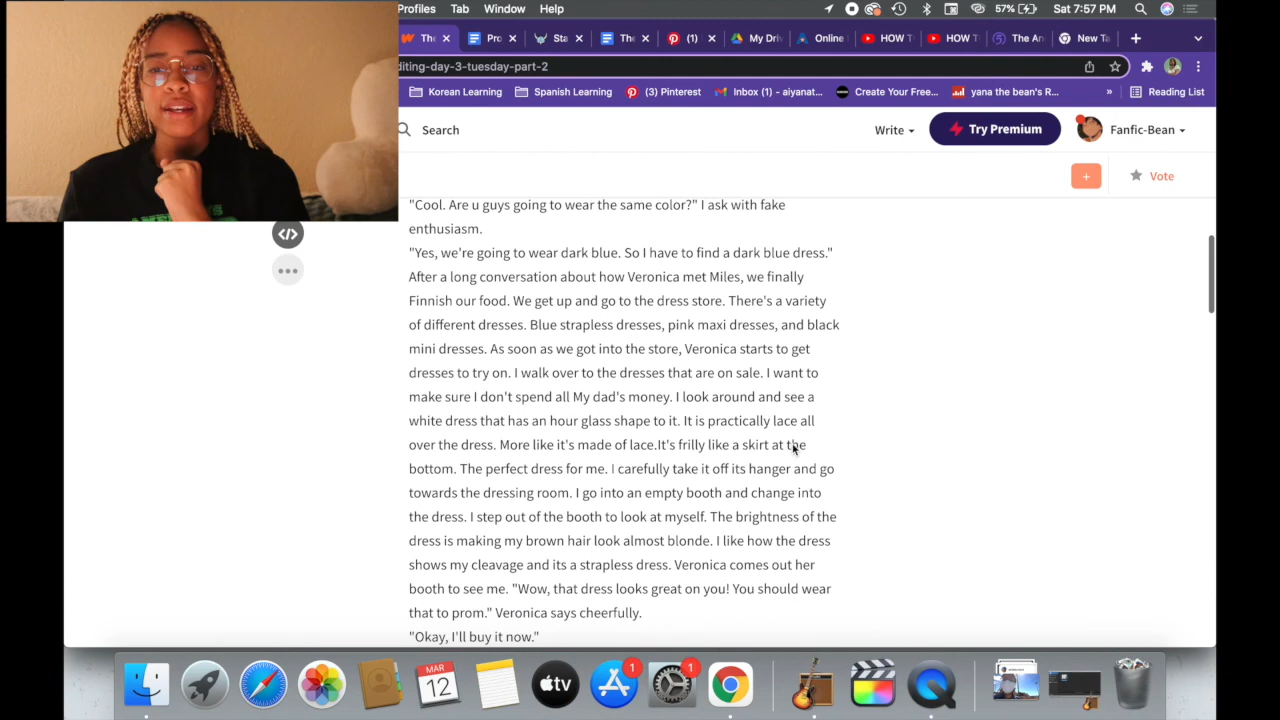 Profiles Tab Window Help 57% Sat 7:57 PM
The Pro Sta The (1) My Driv Online HOW T HOW T The An New Ta
diting-day-3-tuesday-part-2
Korean Learning Spanish Learning (3) Pinterest Inbox (1) - aiyanat... Create Your Free... yana the bean's R... » Reading List
Search Write Try Premium Fanfic-Bean
+ Vote
"Cool. Are u guys going to wear the same color?" I ask with fake
enthusiasm.
"Yes, we're going to wear dark blue. So I have to find a dark blue dress."
After a long conversation about how Veronica met Miles, we finally
Finnish our food. We get up and go to the dress store. There's a variety
of different dresses. Blue strapless dresses, pink maxi dresses, and black
mini dresses. As soon as we got into the store, Veronica starts to get
dresses to try on. I walk over to the dresses that are on sale. I want to
make sure I don't spend all My dad's money. I look around and see a
white dress that has an hour glass shape to it. It is practically lace all
over the dress. More like it's made of lace.It's frilly like a skirt at the
bottom. The perfect dress for me. I carefully take it off its hanger and go
towards the dressing room. I go into an empty booth and change into
the dress. I step out of the booth to look at myself. The brightness of the
dress is making my brown hair look almost blonde. I like how the dress
shows my cleavage and its a strapless dress. Veronica comes out her
booth to see me. "Wow, that dress looks great on you! You should wear
that to prom." Veronica says cheerfully.
"Okay, I'll buy it now."
MAR
12
tv
1
1